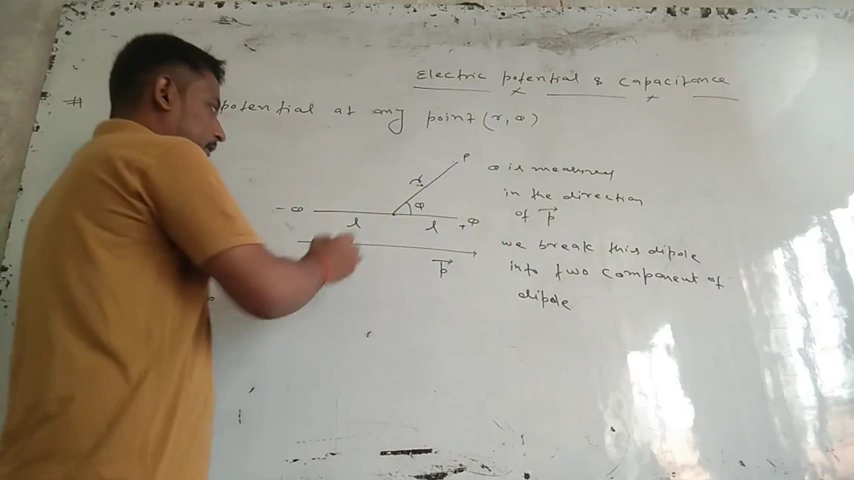 Electric potential & capacitance
# potential at any point (r, θ)
P
r
θ is measured
in the direction
of p⃗
θ
- Q
+Q
l
l
we break this dipole
into two component of
dipole
p⃗